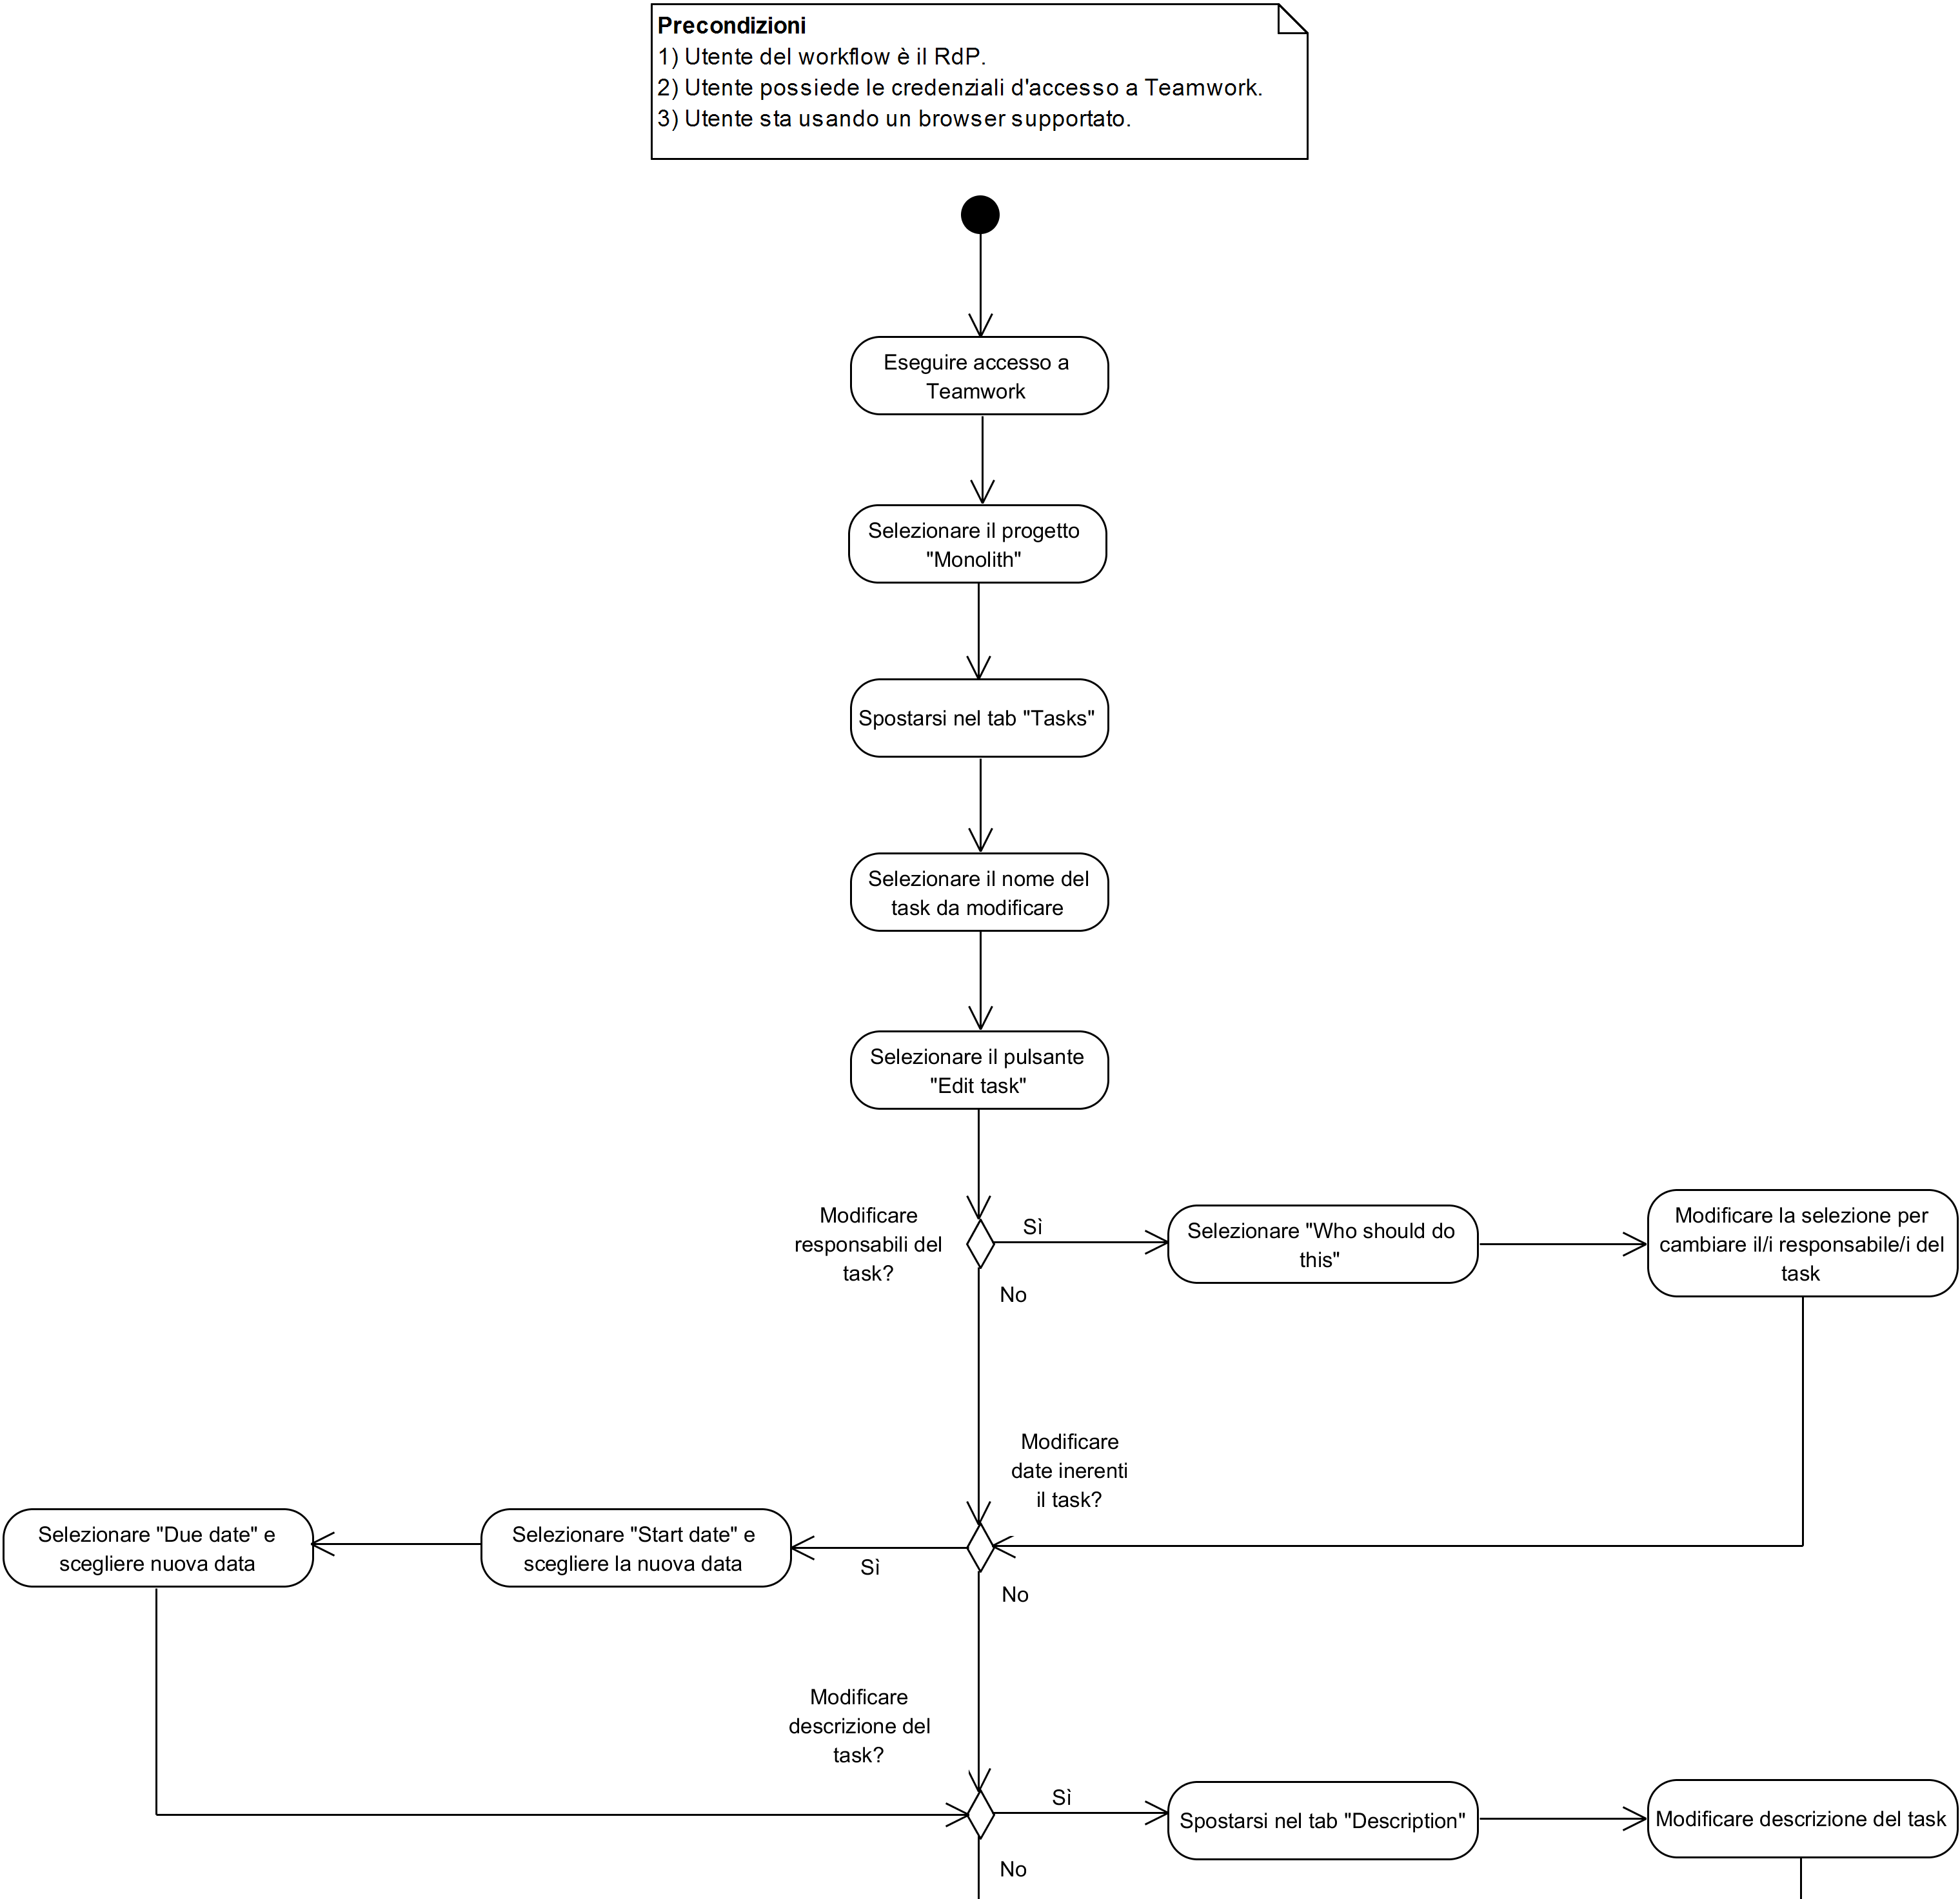 Precondizioni
1) Utente del workflow è il RdP.
2) Utente possiede le credenziali d'accesso a Teamwork.
3) Utente sta usando un browser supportato.
Eseguire accesso a
Teamwork
Selezionare il progetto
"Monolith"
Spostarsi nel tab "Tasks"
Selezionare il nome del
task da modificare
Selezionare il pulsante
"Edit task"
Modificare
responsabili del
task?
Sì
No
Selezionare "Who should do
this"
Modificare la selezione per
cambiare il/i responsabile/i del
task
Modificare
date inerenti
il task?
Sì
No
Selezionare "Start date" e
scegliere la nuova data
Selezionare "Due date" e
scegliere nuova data
Modificare
descrizione del
task?
Sì
No
Spostarsi nel tab "Description"
Modificare descrizione del task